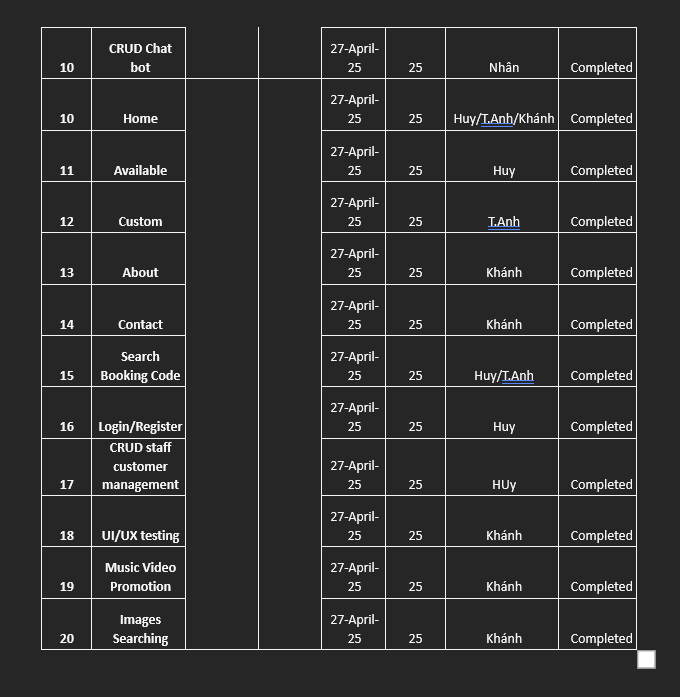 CRUD Chat
bot
10
27-April-
25
25
Nhân
Completed
10
Home
27-April-
25
25
Huy/T.Anh/Khánh
Completed
11
Available
27-April-
25
25
Huy
Completed
12
Custom
27-April-
25
25
T.Anh
Completed
13
About
27-April-
25
25
Khánh
Completed
14
Contact
27-April-
25
25
Khánh
Completed
15
Search
Booking Code
27-April-
25
25
Huy/T.Anh
Completed
16
Login/Register
27-April-
25
25
Huy
Completed
17
CRUD staff
customer
management
27-April-
25
25
HUy
Completed
18
UI/UX testing
27-April-
25
25
Khánh
Completed
19
Music Video
Promotion
27-April-
25
25
Khánh
Completed
20
Images
Searching
27-April-
25
25
Khánh
Completed